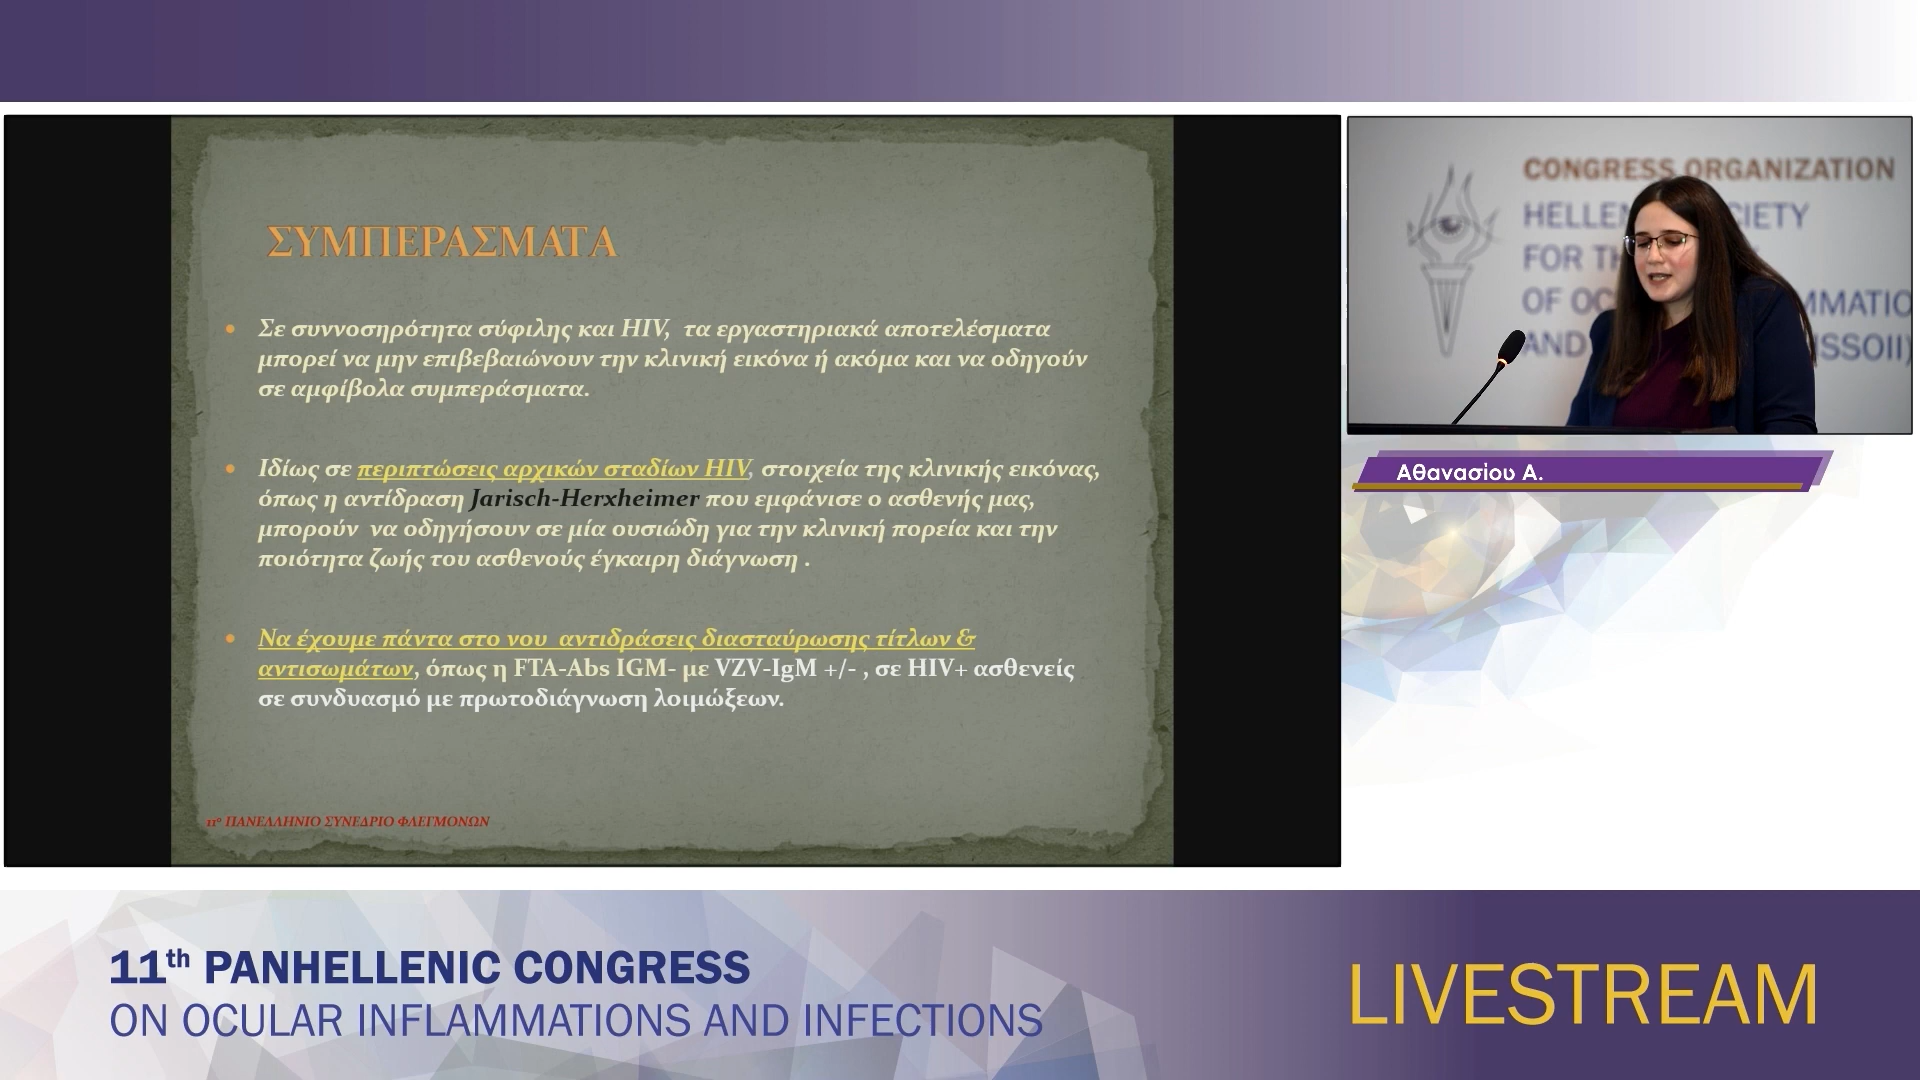 ΣΥΜΠΕΡΑΣΜΑΤΑ
• Σε συννοσηρότητα σύφιλης και HIV, τα εργαστηριακά αποτελέσματα
μπορεί να μην επιβεβαιώνουν την κλινική εικόνα ή ακόμα και να οδηγούν
σε αμφίβολα συμπεράσματα.
• Ιδίως σε περιπτώσεις αρχικών σταδίων HIV, στοιχεία της κλινικής εικόνας,
όπως η αντίδραση Jarisch-Herxheimer που εμφάνισε ο ασθενής μας,
μπορούν να οδηγήσουν σε μία ουσιώδη για την κλινική πορεία και την
ποιότητα ζωής του ασθενούς έγκαιρη διάγνωση .
• Να έχουμε πάντα στο νου αντιδράσεις διασταύρωσης τίτλων &
αντισωμάτων, όπως η FTA-Abs IGM- με VZV-IgM +/- , σε HIV+ ασθενείς
σε συνδυασμό με πρωτοδιάγνωση λοιμώξεων.
11ο ΠΑΝΕΛΛΗΝΙΟ ΣΥΝΕΔΡΙΟ ΦΛΕΓΜΟΝΩΝ
CONGRESS ORGANIZATION
HELLEN CIETY
FOR TH
OF OC MMATIO
AND ISSOII)
Αθανασίου Α.
11th PANHELLENIC CONGRESS
ON OCULAR INFLAMMATIONS AND INFECTIONS
LIVESTREAM